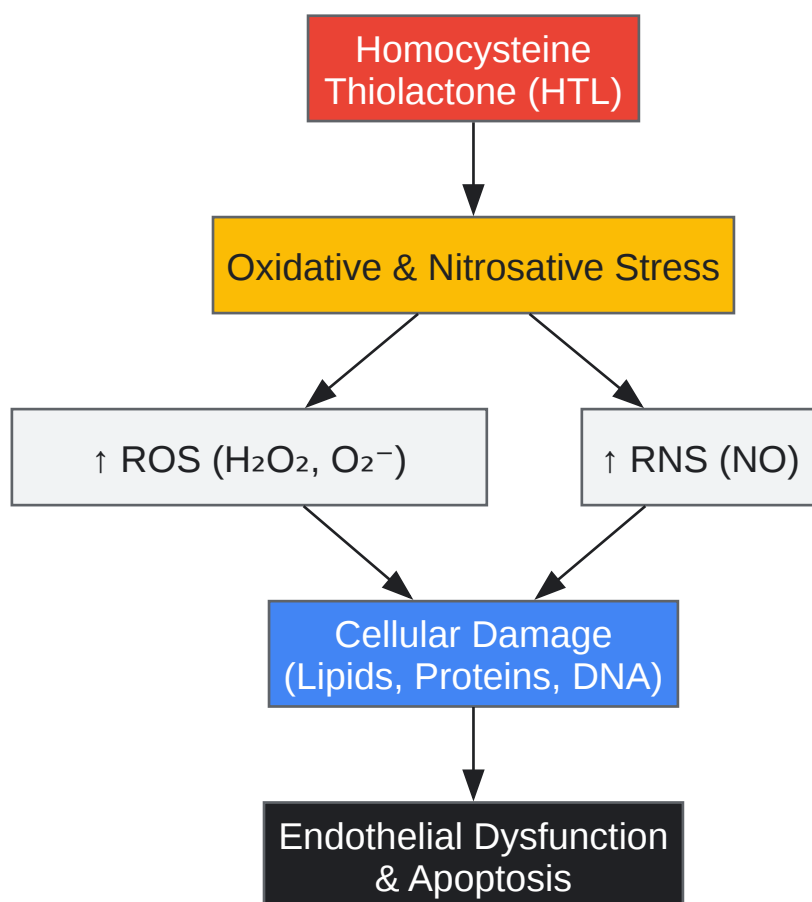 Homocysteine
Thiolactone (HTL)
Oxidative & Nitrosative Stress
↑ ROS (H₂O₂, O₂⁻)
↑ RNS (NO)
Cellular Damage
(Lipids, Proteins, DNA)
Endothelial Dysfunction
& Apoptosis